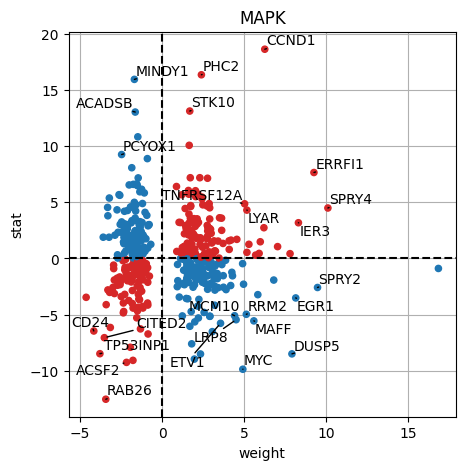 MAPK
20
CCND1
PHC2
MINDY1
15
ACADSB
STK10
10
PCYOX1
ERRFI1
5
TNFRSF12A
SPRY4
LYAR
IER3
stat
0
SPRY2
MCM10
RRM2
EGR1
−5
CD24
CITED2
MAFF
TP53INP1
LRP8
DUSP5
ACSF2
ETV1
MYC
−10
RAB26
−5
0
5
10
15
weight